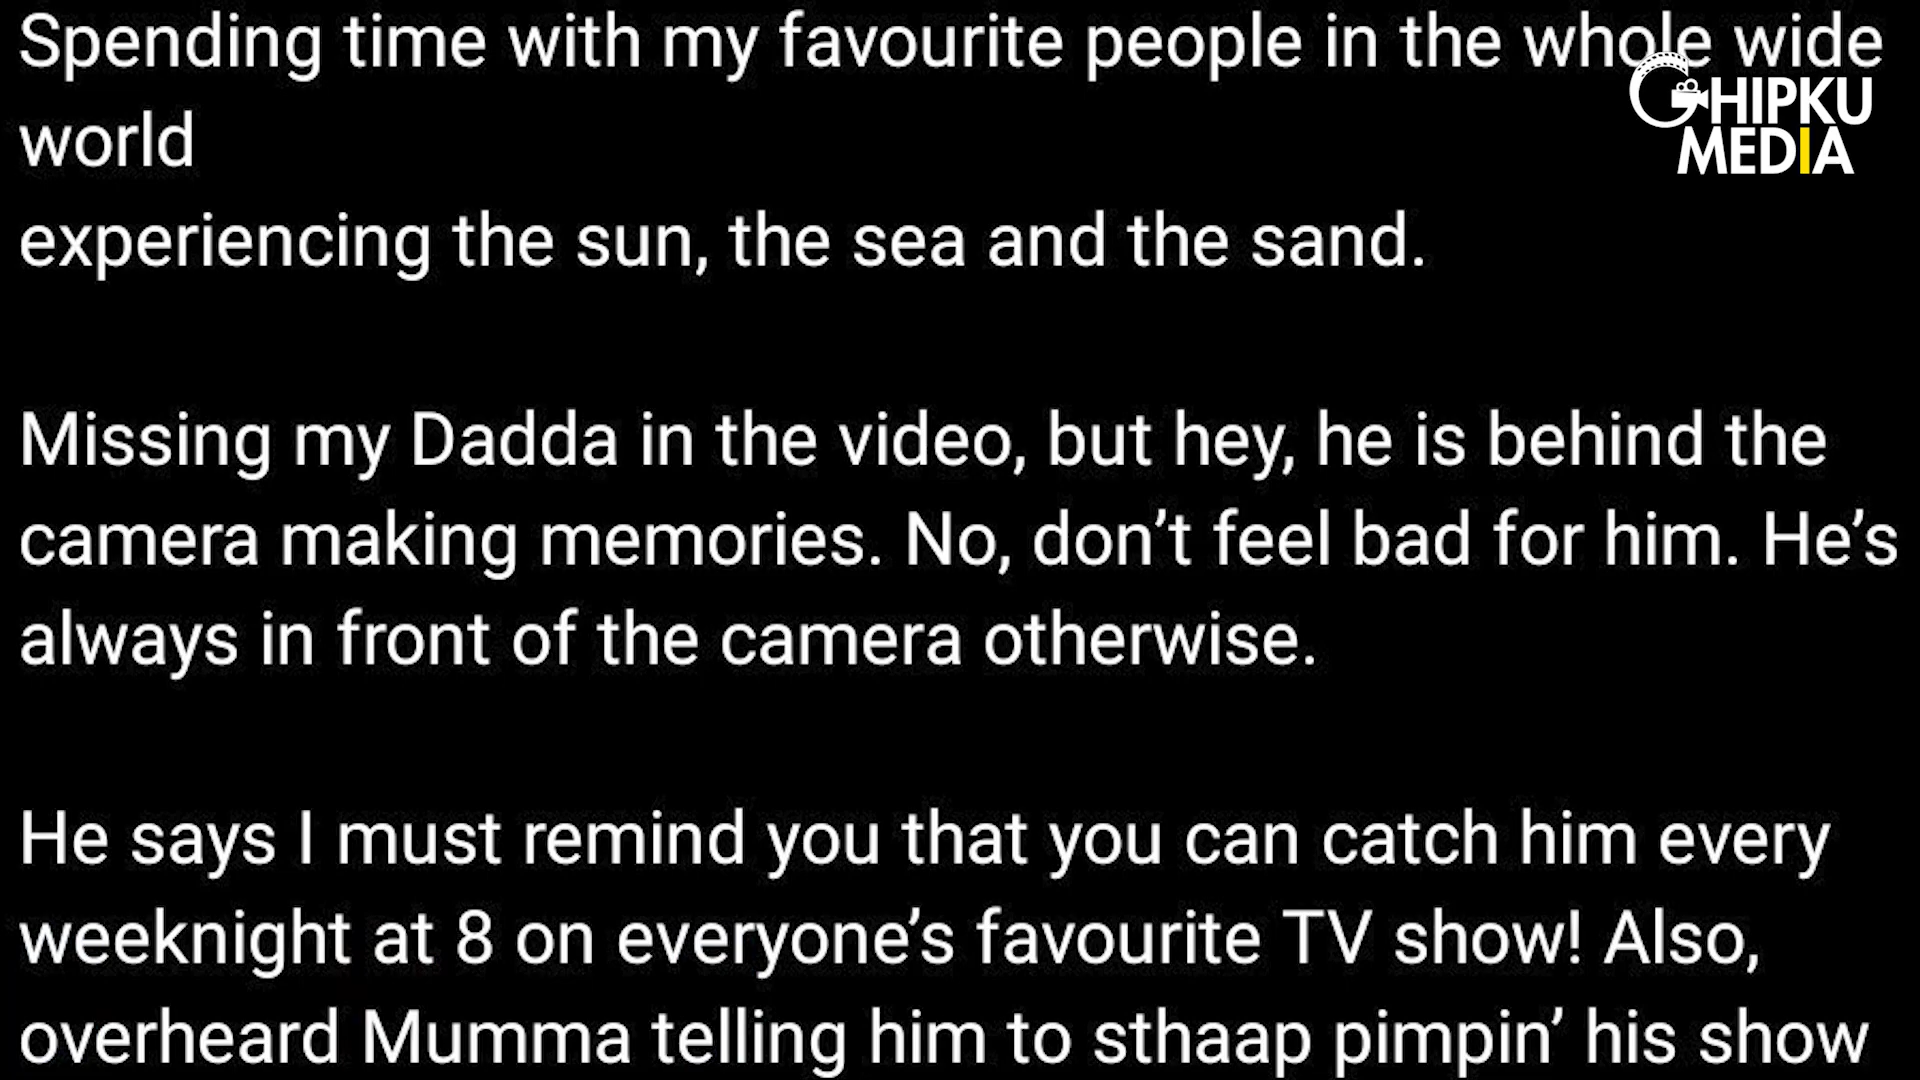 Spending time with my favourite people in the whole wide
world
experiencing the sun, the sea and the sand.
Missing my Dadda in the video, but hey, he is behind the
camera making memories. No, don’t feel bad for him. He’s
always in front of the camera otherwise.
He says I must remind you that you can catch him every
weeknight at 8 on everyone’s favourite TV show! Also,
overheard Mumma telling him to sthaap pimpin’ his show
CHIPKU
MEDIA